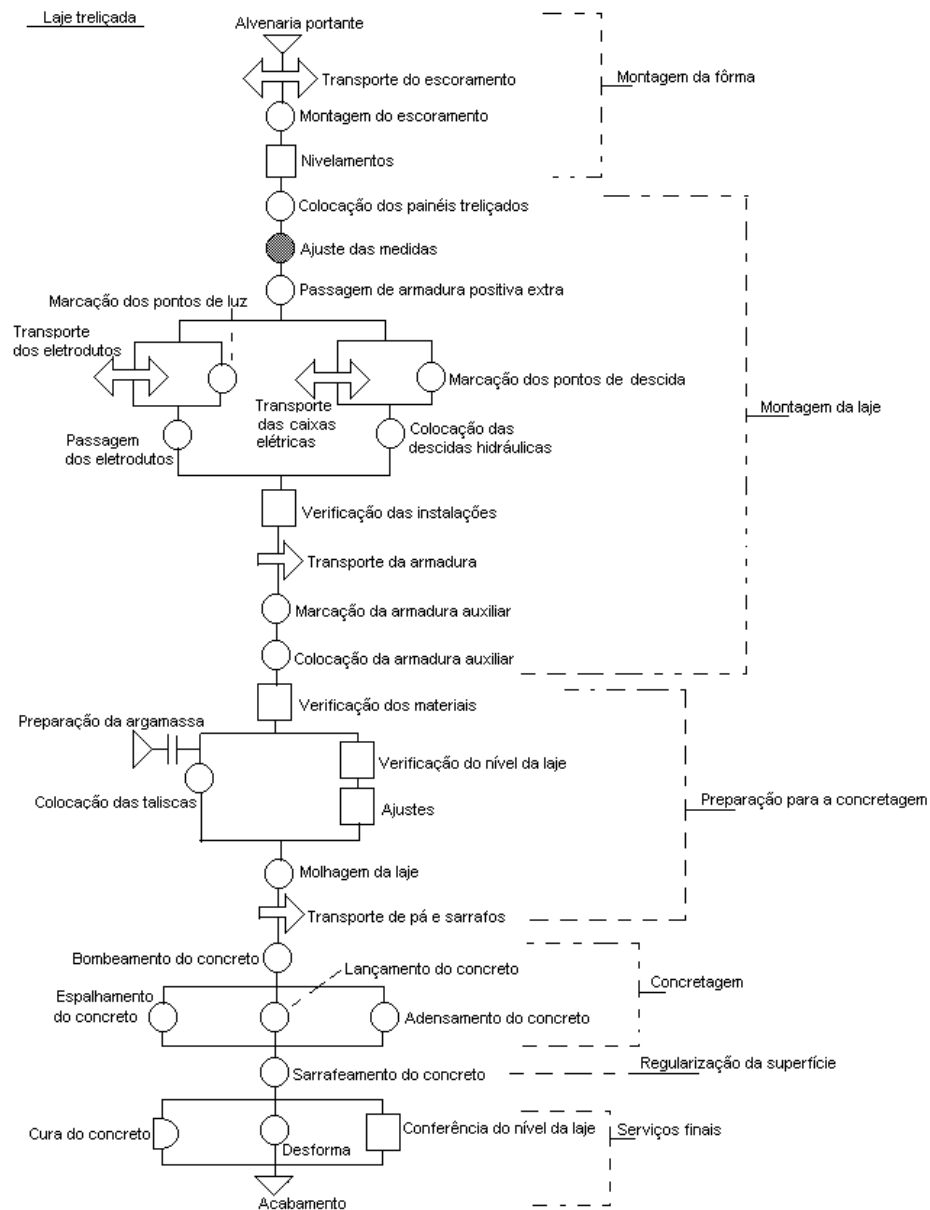 Laje treliçada
Alvenaria portante
Transporte do escoramento
Montagem da fôrma
Montagem do escoramento
Nivelamentos
Colocação dos painéis treliçados
Ajuste das medidas
Passagem de armadura positiva extra
Marcação dos pontos de luz
Transporte
dos eletrodutos
Marcação dos pontos de descida
Transporte
das caixas
elétricas
Montagem da laje
Passagem
dos eletrodutos
Colocação das
descidas hidráulicas
Verificação das instalações
Transporte da armadura
Marcação da armadura auxiliar
Colocação da armadura auxiliar
Verificação dos materiais
Preparação da argamassa
Verificação do nível da laje
Colocação das taliscas
Ajustes
Preparação para a concretagem
Molhagem da laje
Transporte de pá e sarrafos
Bombeamento do concreto
Lançamento do concreto
Concretagem
Espalhamento
do concreto
Adensamento do concreto
Sarrafeamento do concreto
Regularização da superfície
Cura do concreto
Desforma
Conferência do nível da laje
Serviços finais
Acabamento